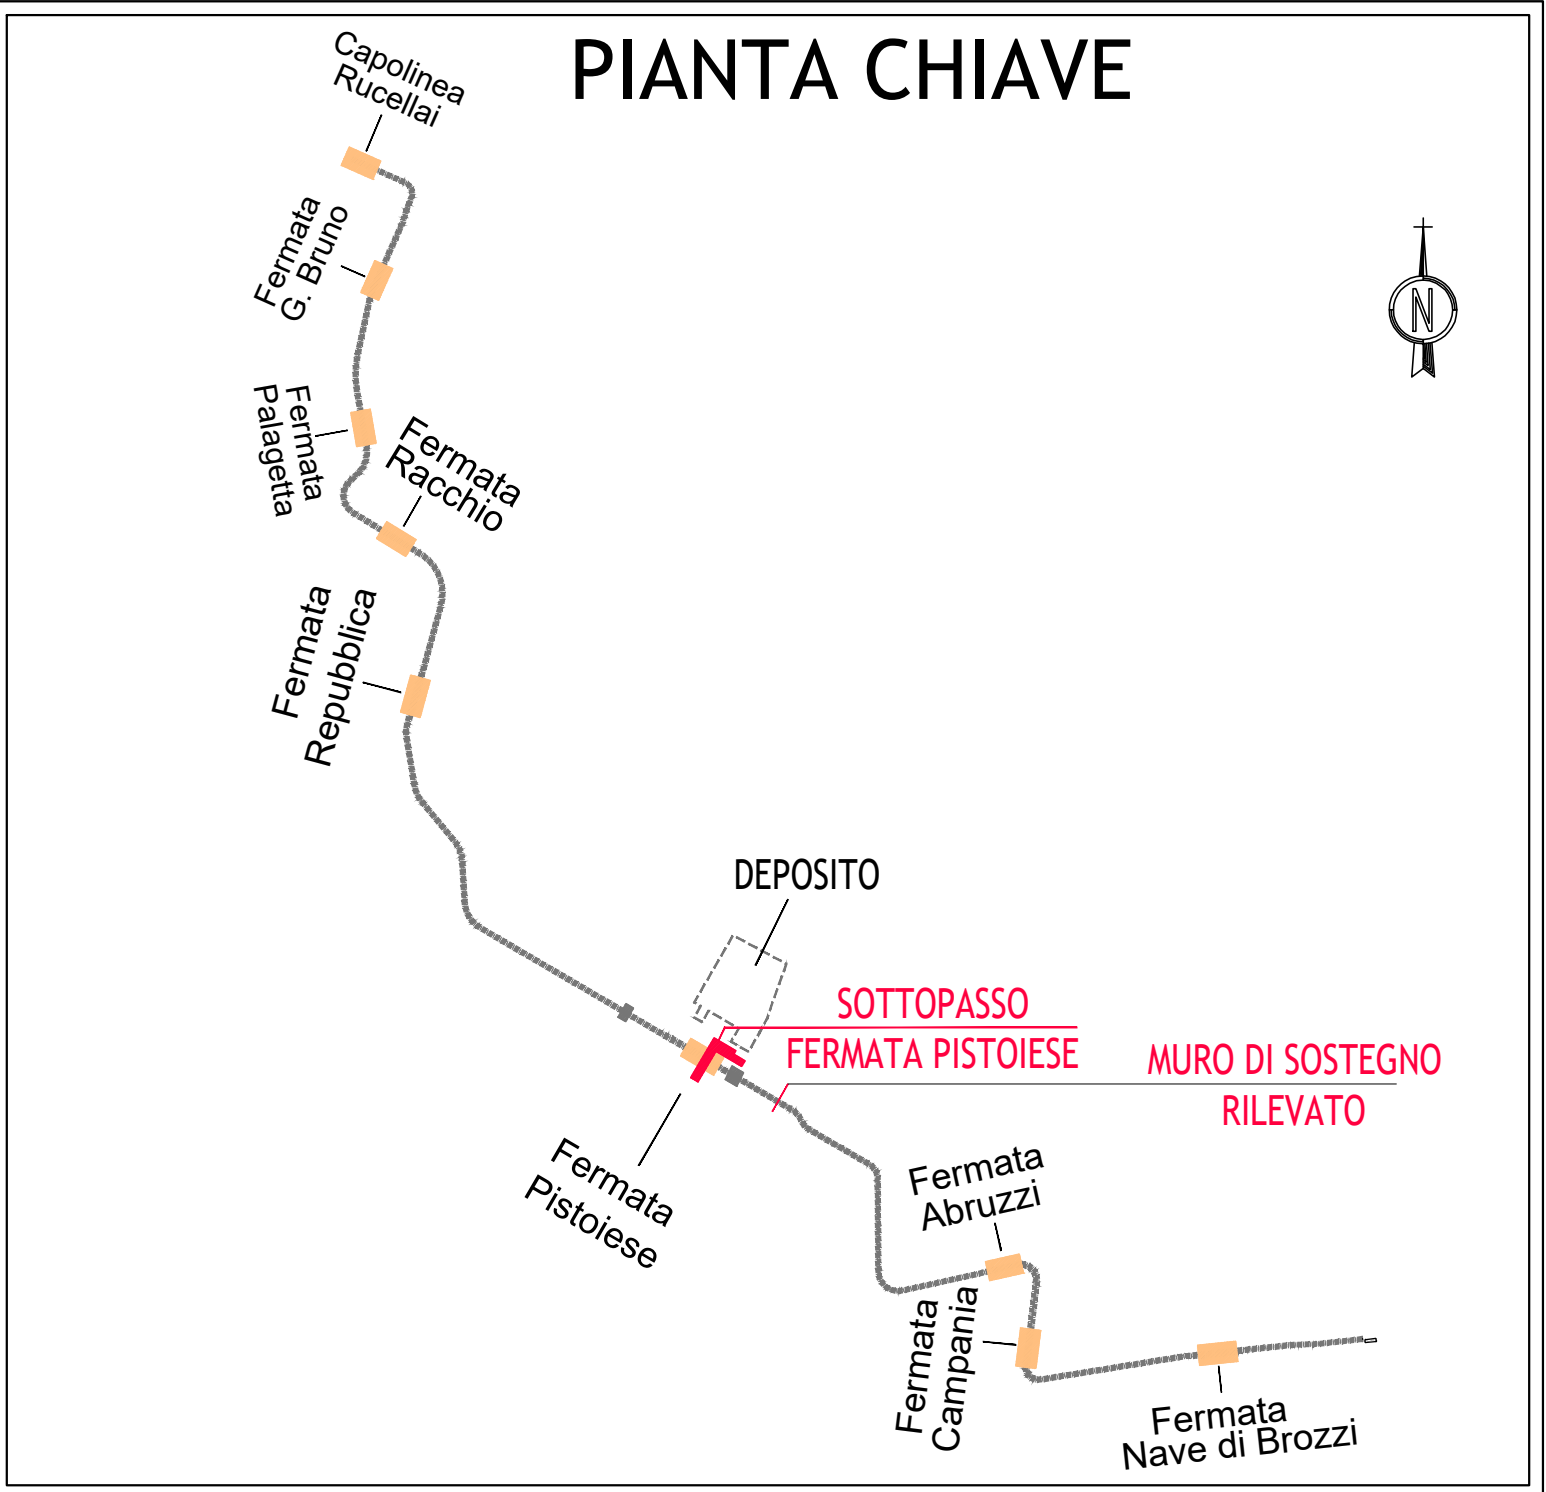 PIANTA CHIAVE
Capolinea
Rucellai
Fermata
G. Bruno
N
Fermata
Palagetta
Fermata
Racchio
Fermata
Repubblica
DEPOSITO
SOTTOPASSO
FERMATA PISTOIESE
MURO DI SOSTEGNO
RILEVATO
Fermata
Pistoiese
Fermata
Abruzzi
Fermata
Campania
Fermata
Nave di Brozzi